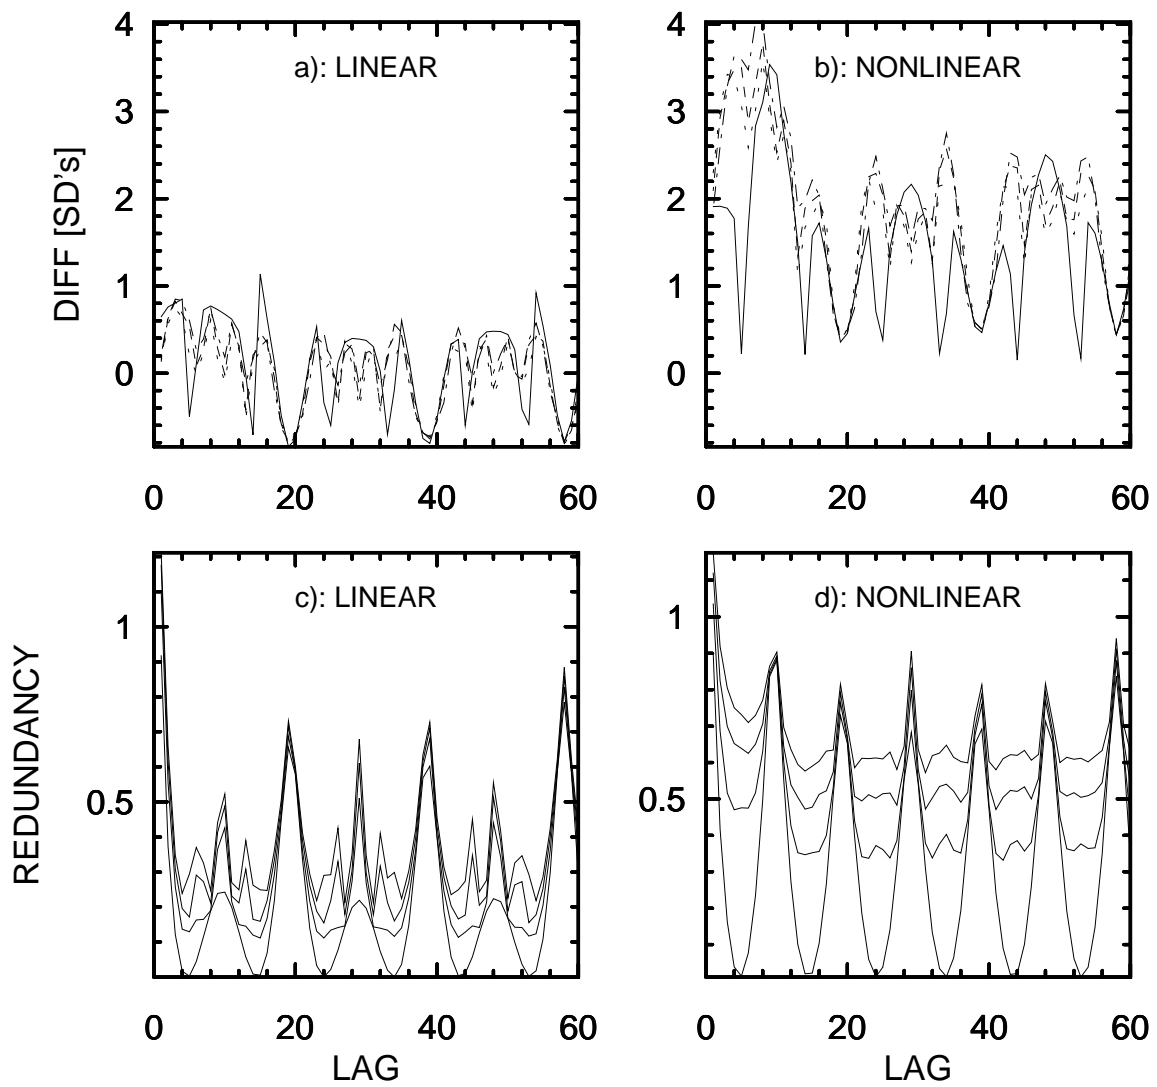 a): LINEAR
b): NONLINEAR
DIFF [SD's]
4
3
2
1
0
4
3
2
1
0
0 20 40 60
0 20 40 60
c): LINEAR
d): NONLINEAR
REDUNDANCY
1
0.5
1
0.5
0 20 40 60
0 20 40 60
LAG
LAG